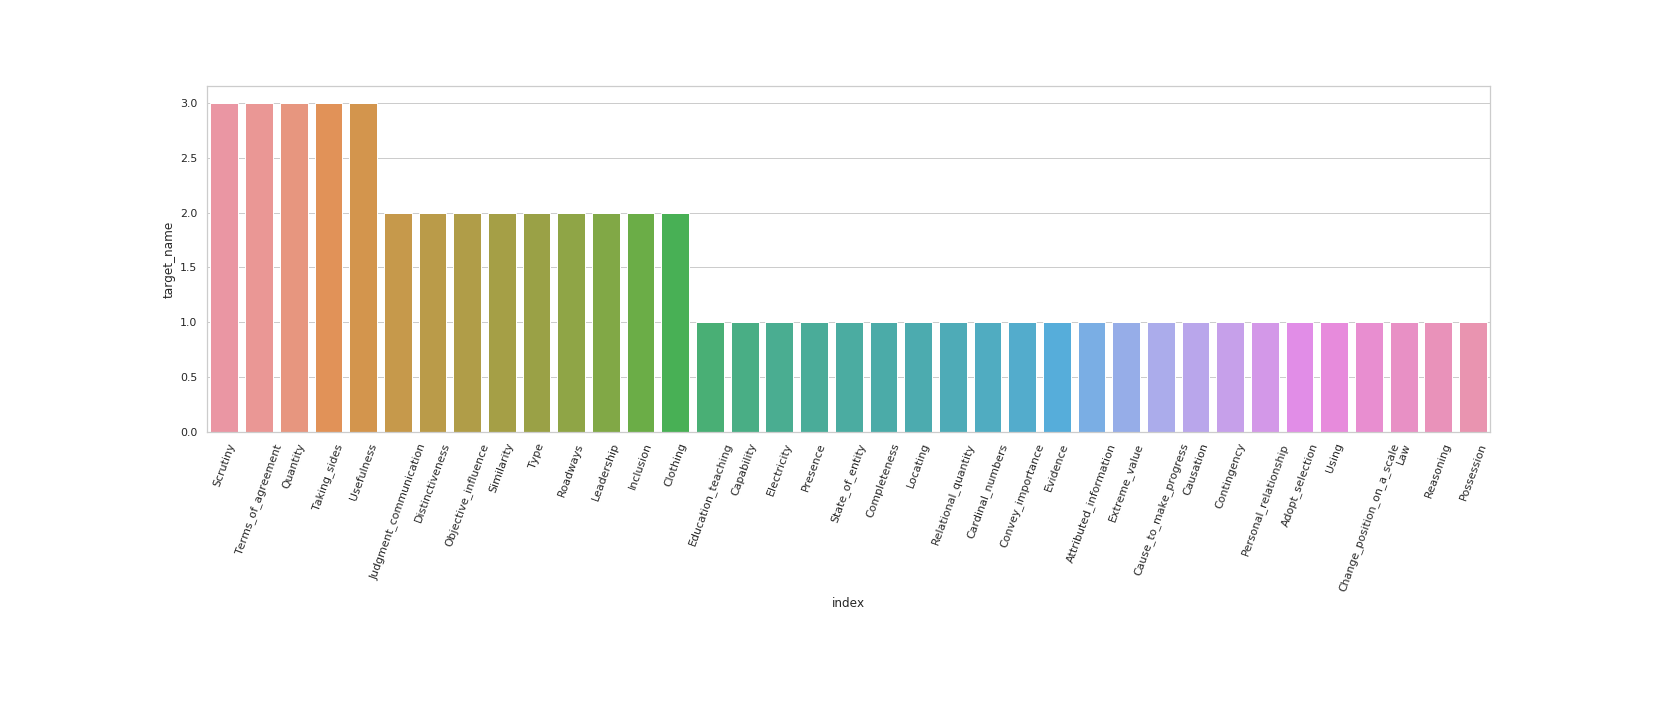 3.0
2.5
2.0
1.5
1.0
0.5
0.0
target_name
Scrutiny
Terms_of_agreement
Quantity
Taking_sides
Usefulness
Judgment_communication
Distinctiveness
Objective_influence
Similarity
Type
Roadways
Leadership
Inclusion
Clothing
Education_teaching
Capability
Electricity
Presence
State_of_entity
Completeness
Locating
Relational_quantity
Cardinal_numbers
Convey_importance
Evidence
Attributed_information
Extreme_value
Cause_to_make_progress
Causation
Contingency
Personal_relationship
Adopt_selection
Using
Change_position_on_a_scale
Law
Reasoning
Possession
index